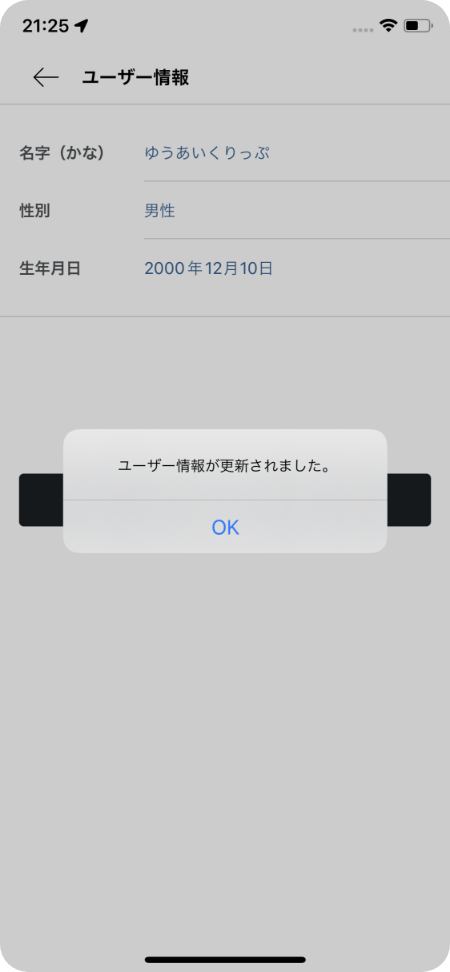 21:25
ユーザー情報
名字（かな） ゆうあいくりっぷ
性別 男性
生年月日 2000年12月10日
ユーザー情報が更新されました。
OK